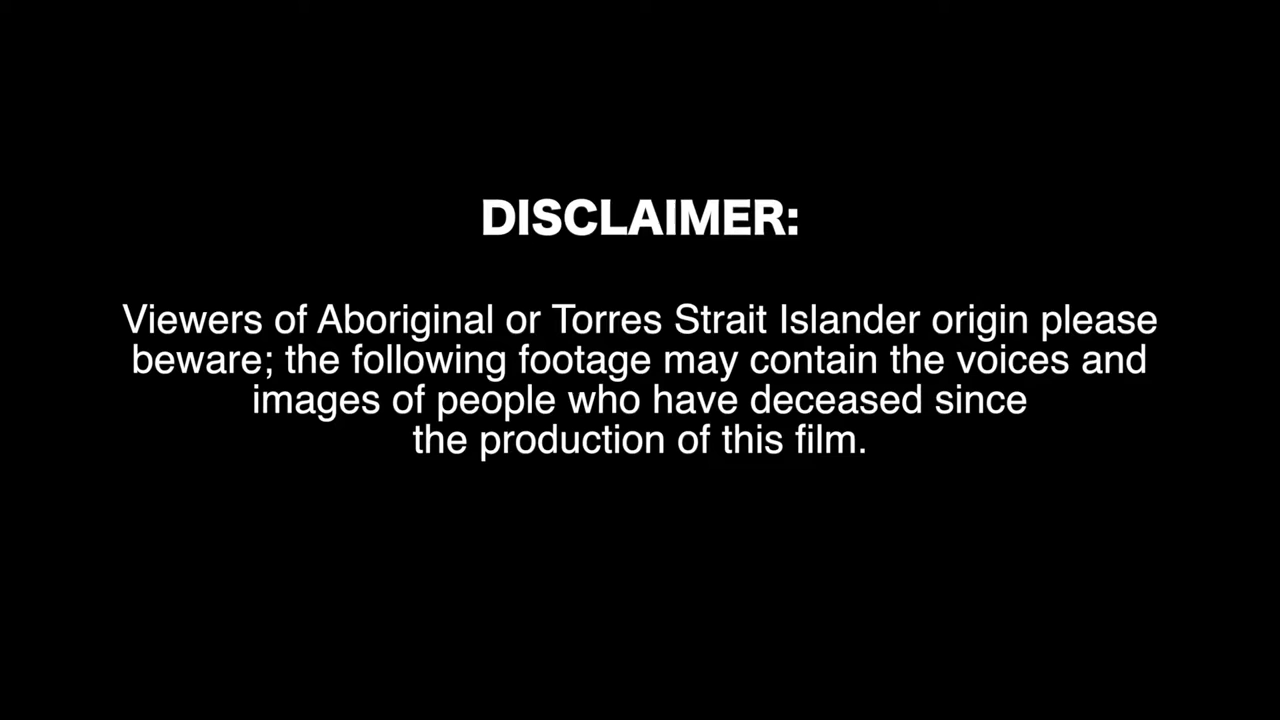 DISCLAIMER:
Viewers of Aboriginal or Torres Strait Islander origin please
beware; the following footage may contain the voices and
images of people who have deceased since
the production of this film.